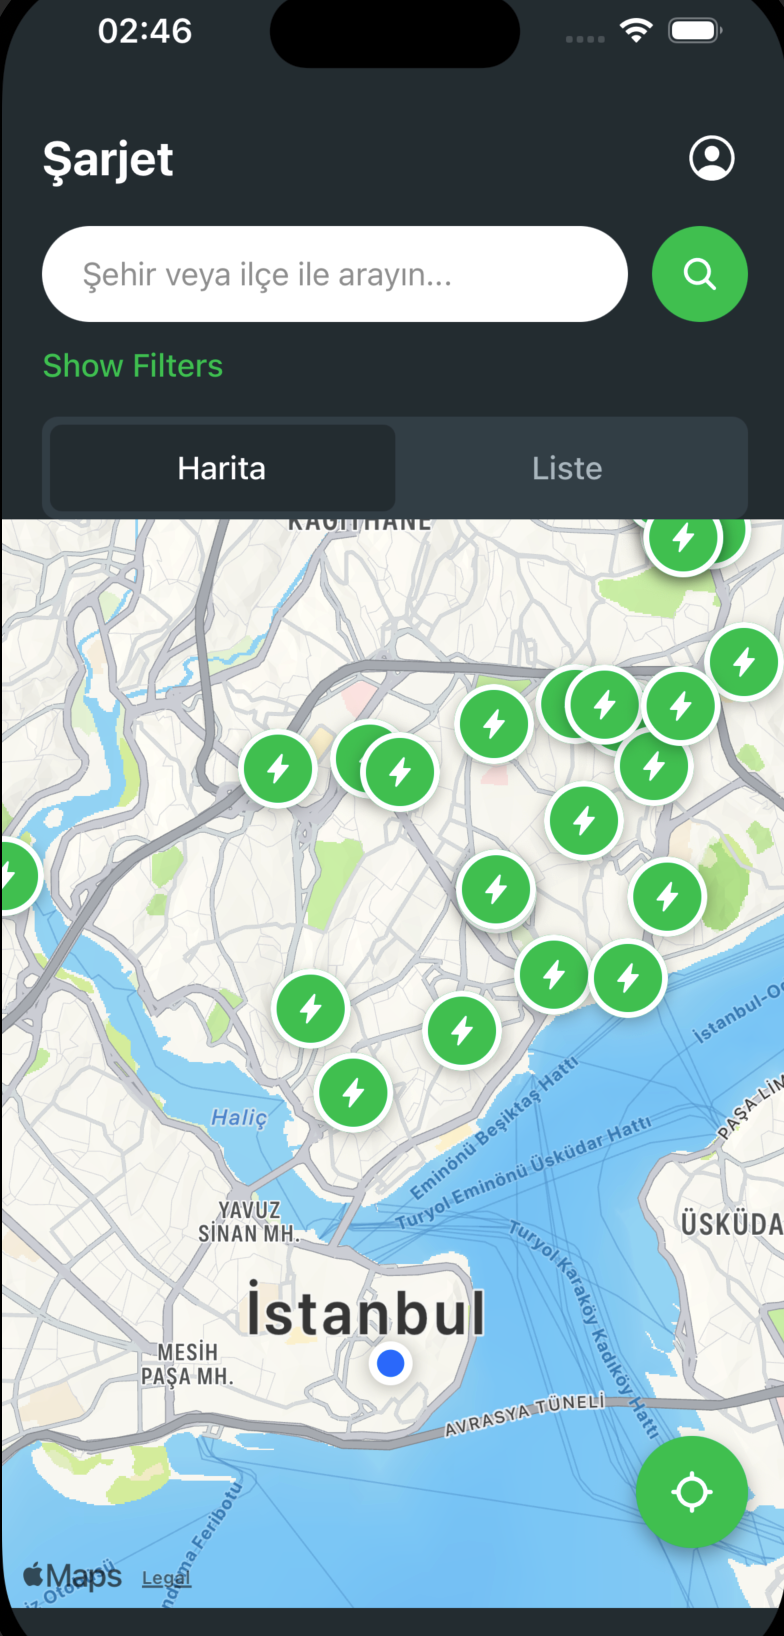 02:46
Şarjet
Şehir veya ilçe ile arayın...
Show Filters
Harita
Liste
KAĞITHANE
İstanbul-O
Eminönü Beşiktaş Hattı
PAŞA LİM
Haliç
Turyol Eminönü Üsküdar Hattı
YAVUZ
SİNAN MH.
ÜSKÜDA
Turyol Karaköy Kadıköy Hattı
İstanbul
MESİH
PAŞA MH.
AVRASYA TÜNELİ
Maps
Legal